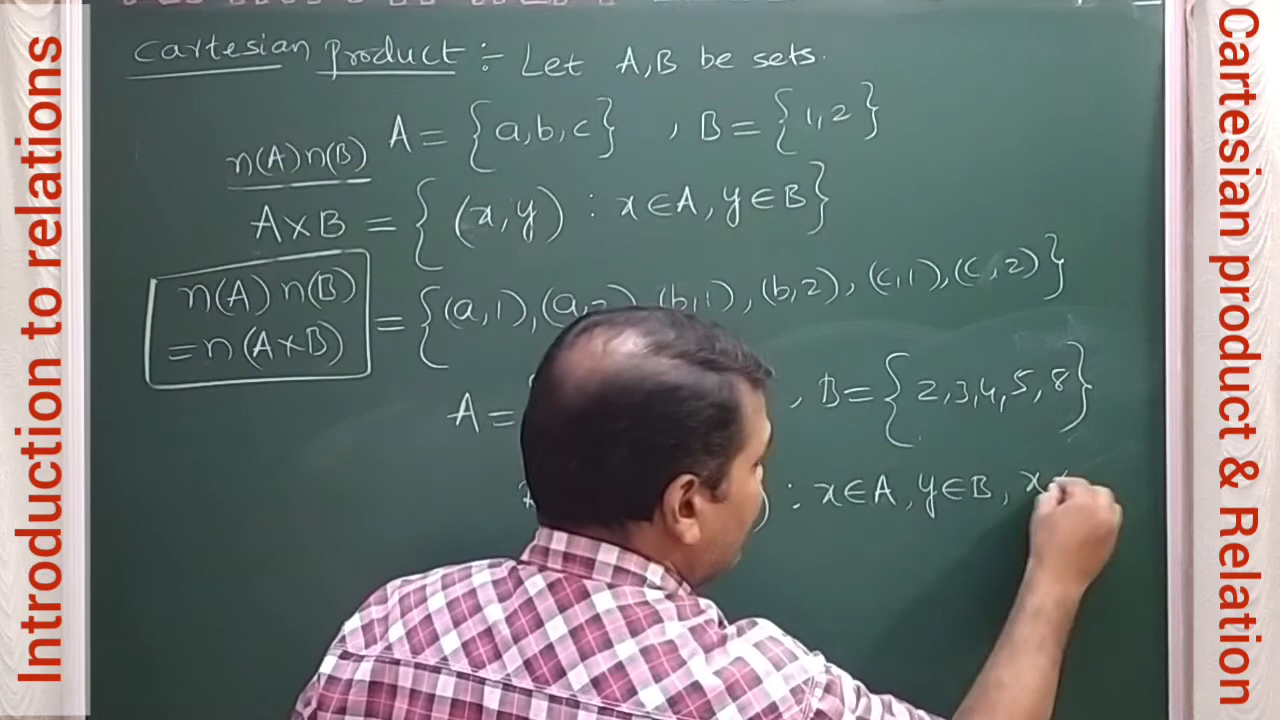 Introduction to relations
Cartesian product :- Let A,B be sets.
A = {a,b,c} , B = {1,2}
n(A)n(B)
A×B = { (x,y) : x∈A, y∈B}
n(A) n(B)
= n(A×B)
= {(a,1),(a,2), (b,1), (b,2), (c,1), (c,2)}
A = , B = {2,3,4,5,8}
) : x∈A, y∈B, x
Cartesian product & Relation